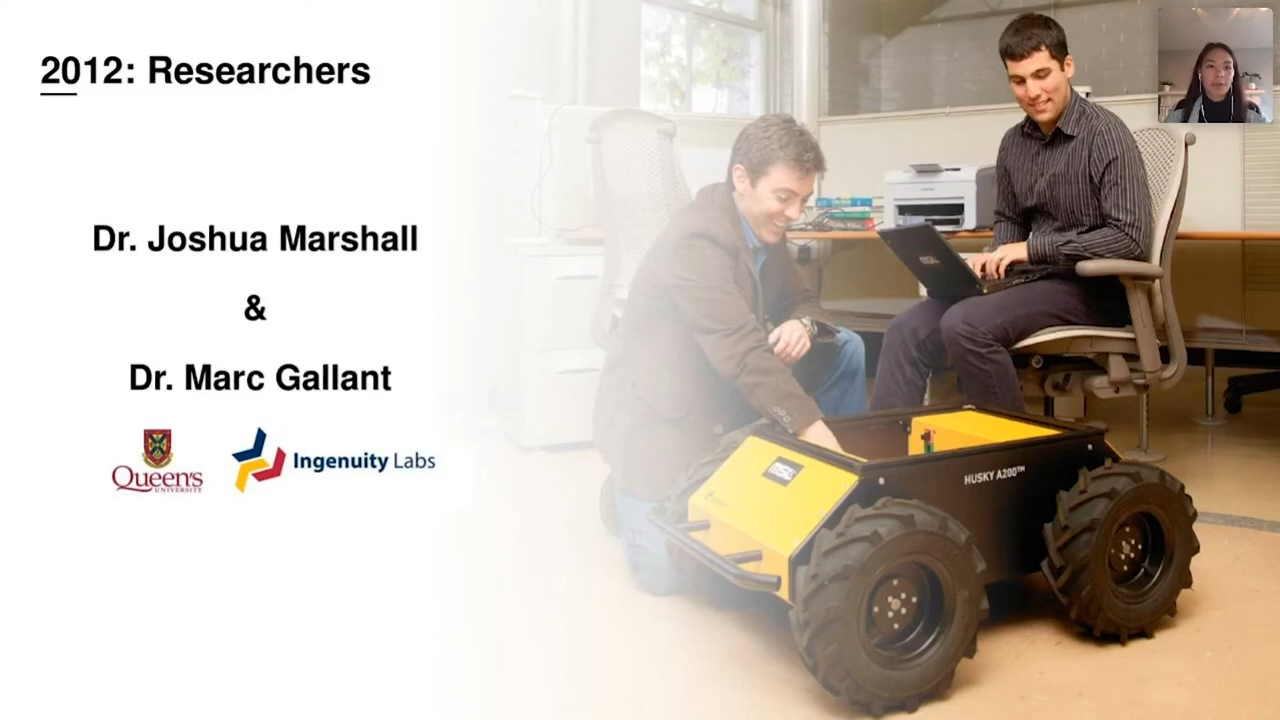 2012: Researchers
Dr. Joshua Marshall
&
Dr. Marc Gallant
Queen's
UNIVERSITY
Ingenuity Labs
HUSKY A200™